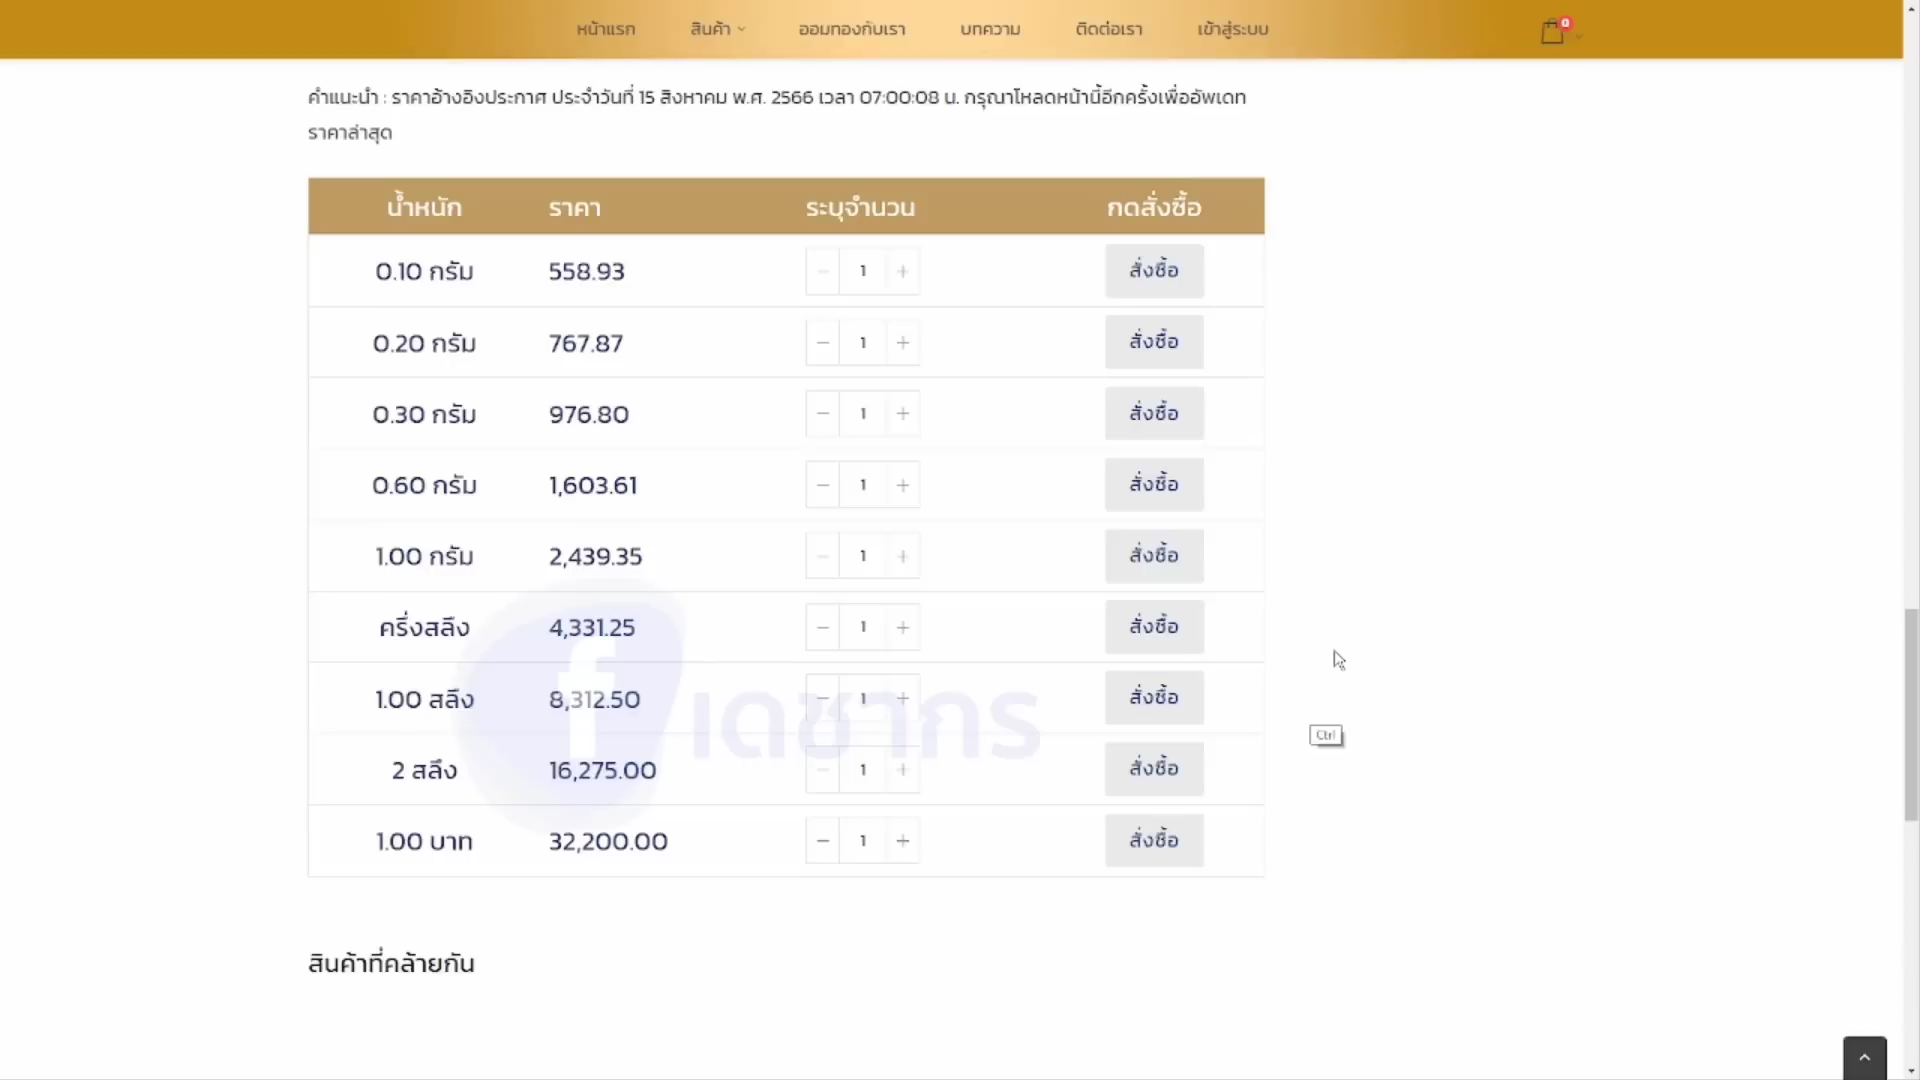 หน้าแรก สินค้า ออมทองกับเรา บทความ ติดต่อเรา เข้าสู่ระบบ 0
คำแนะนำ : ราคาอ้างอิงประกาศ ประจำวันที่ 15 สิงหาคม พ.ศ. 2566 เวลา 07:00:08 น. กรุณาโหลดหน้านี้อีกครั้งเพื่ออัพเดท
ราคาล่าสุด
น้ำหนัก ราคา ระบุจำนวน กดสั่งซื้อ
0.10 กรัม 558.93 − 1 + สั่งซื้อ
0.20 กรัม 767.87 − 1 + สั่งซื้อ
0.30 กรัม 976.80 − 1 + สั่งซื้อ
0.60 กรัม 1,603.61 − 1 + สั่งซื้อ
1.00 กรัม 2,439.35 − 1 + สั่งซื้อ
ครึ่งสลึง 4,331.25 − 1 + สั่งซื้อ
1.00 สลึง 8,312.50 − 1 + สั่งซื้อ
f เดชากร
2 สลึง 16,275.00 − 1 + สั่งซื้อ
Ctrl
1.00 บาท 32,200.00 − 1 + สั่งซื้อ
สินค้าที่คล้ายกัน